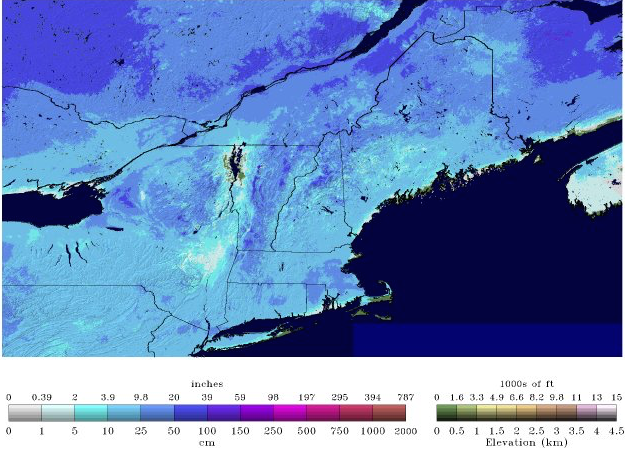 inches
0 0.39 2 3.9 9.8 20 39 59 98 197 295 394 787
0 1 5 10 25 50 100 150 250 500 750 1000 2000
cm
1000s of ft
0 1.6 3.3 4.9 6.6 8.2 9.8 11 13 15
0 0.5 1 1.5 2 2.5 3 3.5 4 4.5
Elevation (km)